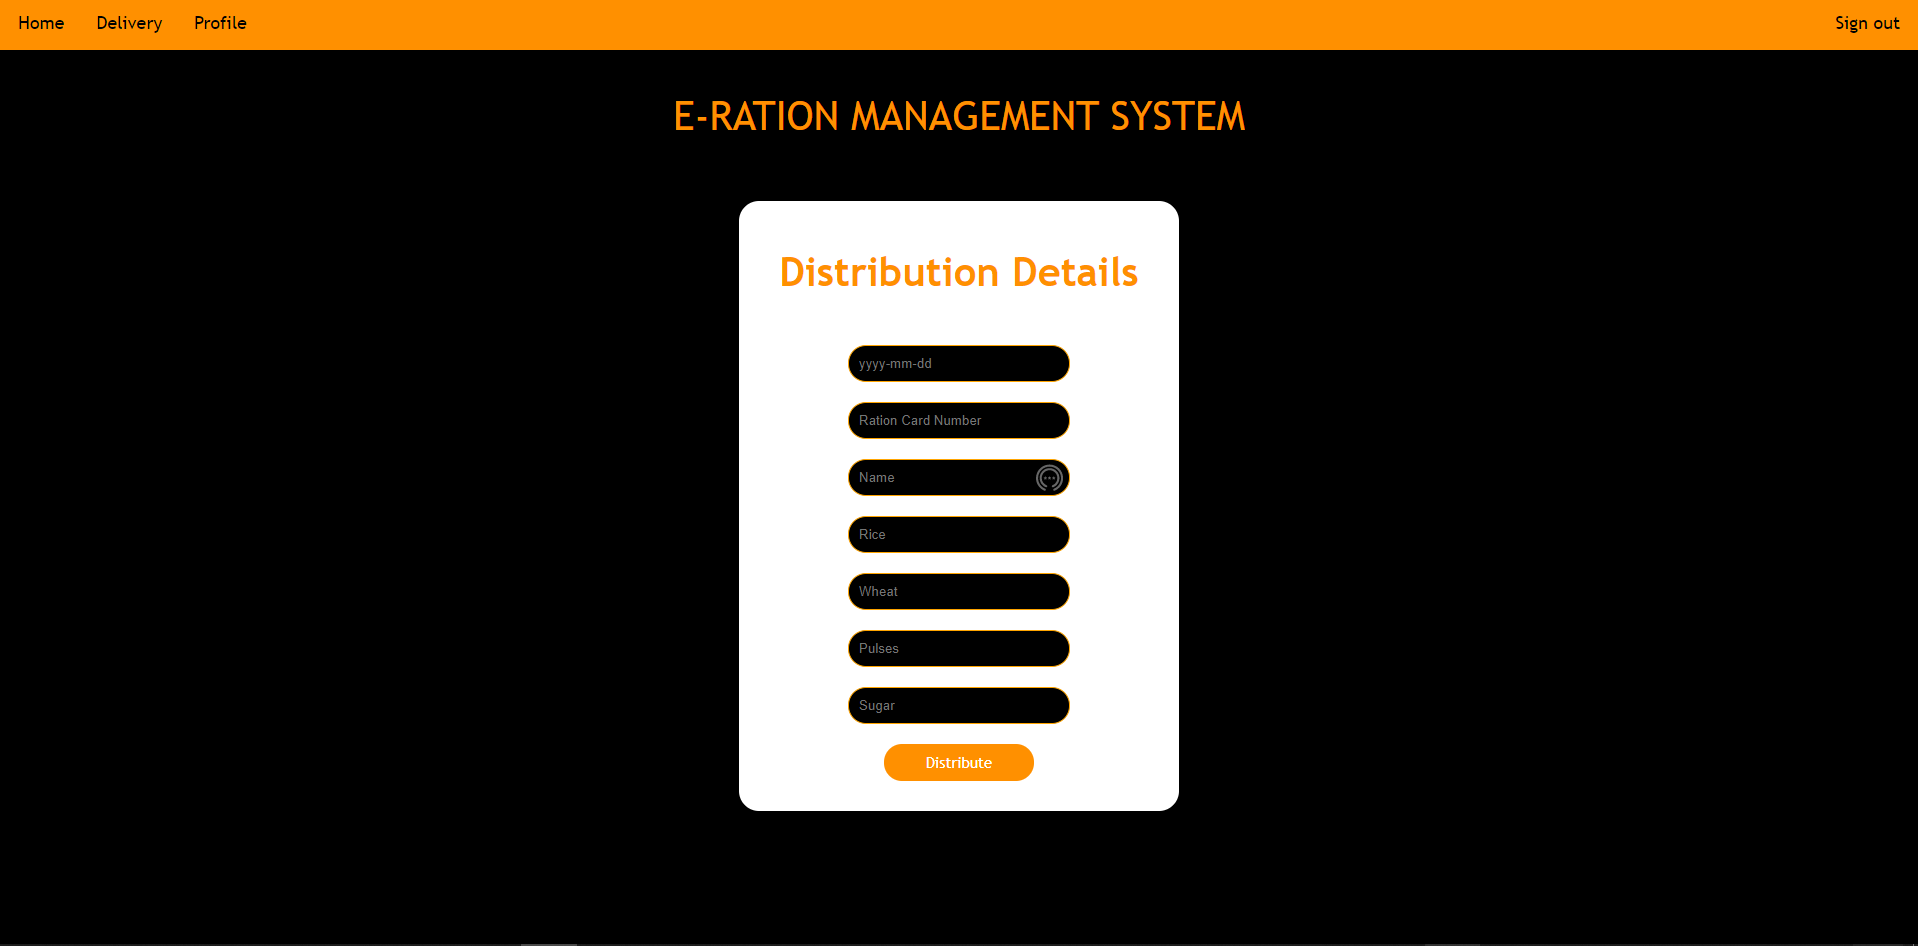 Home Delivery Profile Sign out
E-RATION MANAGEMENT SYSTEM
Distribution Details
yyyy-mm-dd
Ration Card Number
Name
Rice
Wheat
Pulses
Sugar
Distribute